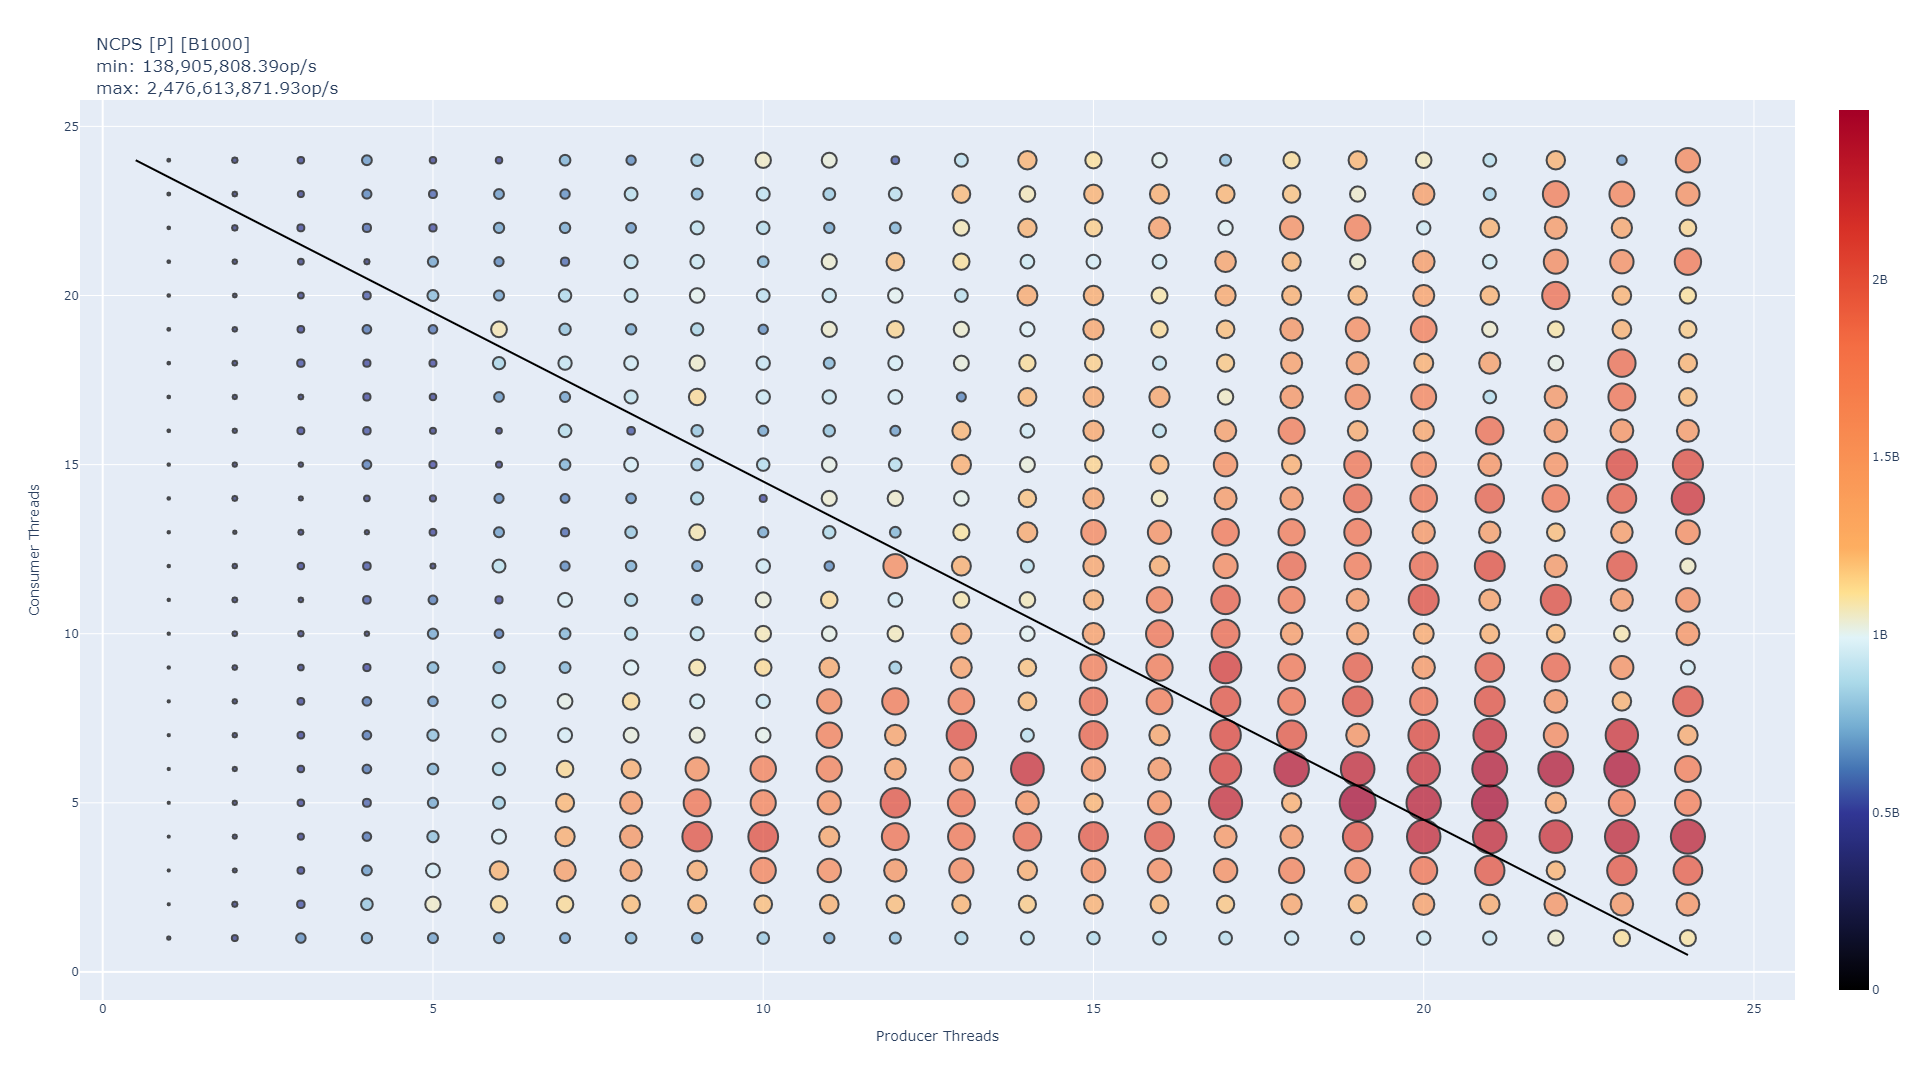 NCPS [P] [B1000]
min: 138,905,808.39op/s
max: 2,476,613,871.93op/s
25
20
15
10
5
0
Consumer Threads
0 5 10 15 20 25
Producer Threads
2B
1.5B
1B
0.5B
0